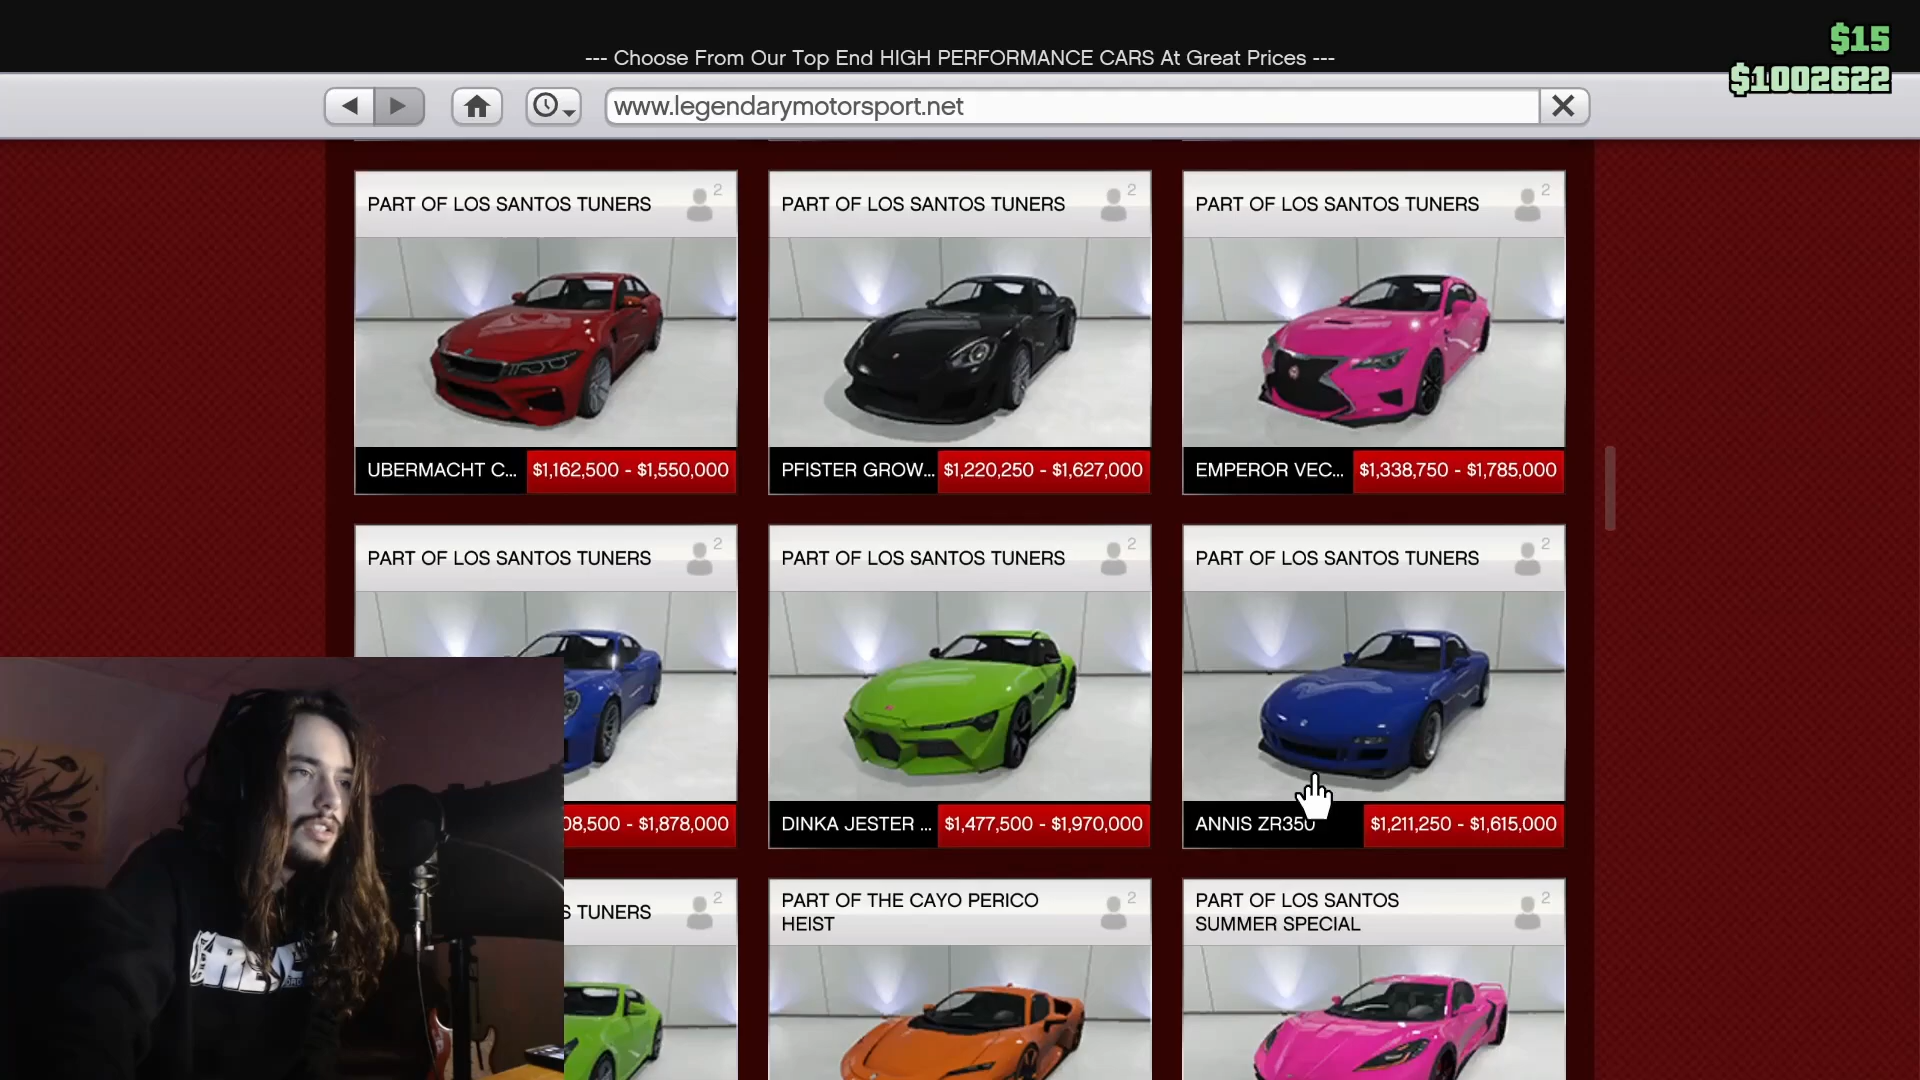 $15
--- Choose From Our Top End HIGH PERFORMANCE CARS At Great Prices ---
$1002622
www.legendarymotorsport.net
PART OF LOS SANTOS TUNERS 2
PART OF LOS SANTOS TUNERS 2
PART OF LOS SANTOS TUNERS 2
UBERMACHT C... $1,162,500 - $1,550,000
PFISTER GROW... $1,220,250 - $1,627,000
EMPEROR VEC... $1,338,750 - $1,785,000
PART OF LOS SANTOS TUNERS 2
PART OF LOS SANTOS TUNERS 2
PART OF LOS SANTOS TUNERS 2
08,500 - $1,878,000
DINKA JESTER ... $1,477,500 - $1,970,000
ANNIS ZR350 $1,211,250 - $1,615,000
S TUNERS 2
PART OF THE CAYO PERICO
HEIST 2
PART OF LOS SANTOS
SUMMER SPECIAL 2